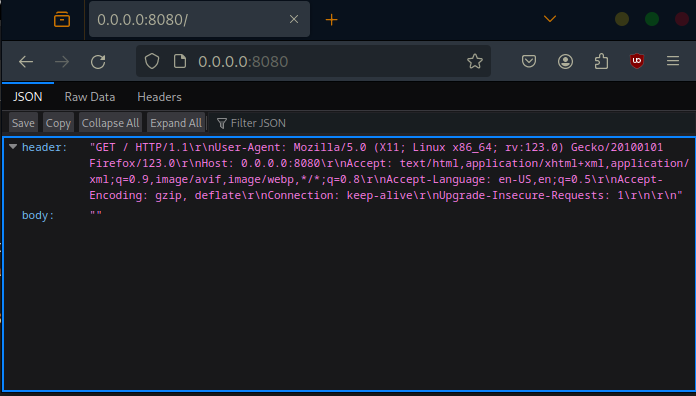 0.0.0.0:8080/
0.0.0.0:8080
JSON Raw Data Headers
Save Copy Collapse All Expand All Filter JSON
header: "GET / HTTP/1.1\r\nUser-Agent: Mozilla/5.0 (X11; Linux x86_64; rv:123.0) Gecko/20100101
Firefox/123.0\r\nHost: 0.0.0.0:8080\r\nAccept: text/html,application/xhtml+xml,application/
xml;q=0.9,image/avif,image/webp,*/*;q=0.8\r\nAccept-Language: en-US,en;q=0.5\r\nAccept-
Encoding: gzip, deflate\r\nConnection: keep-alive\r\nUpgrade-Insecure-Requests: 1\r\n\r\n"
body: ""